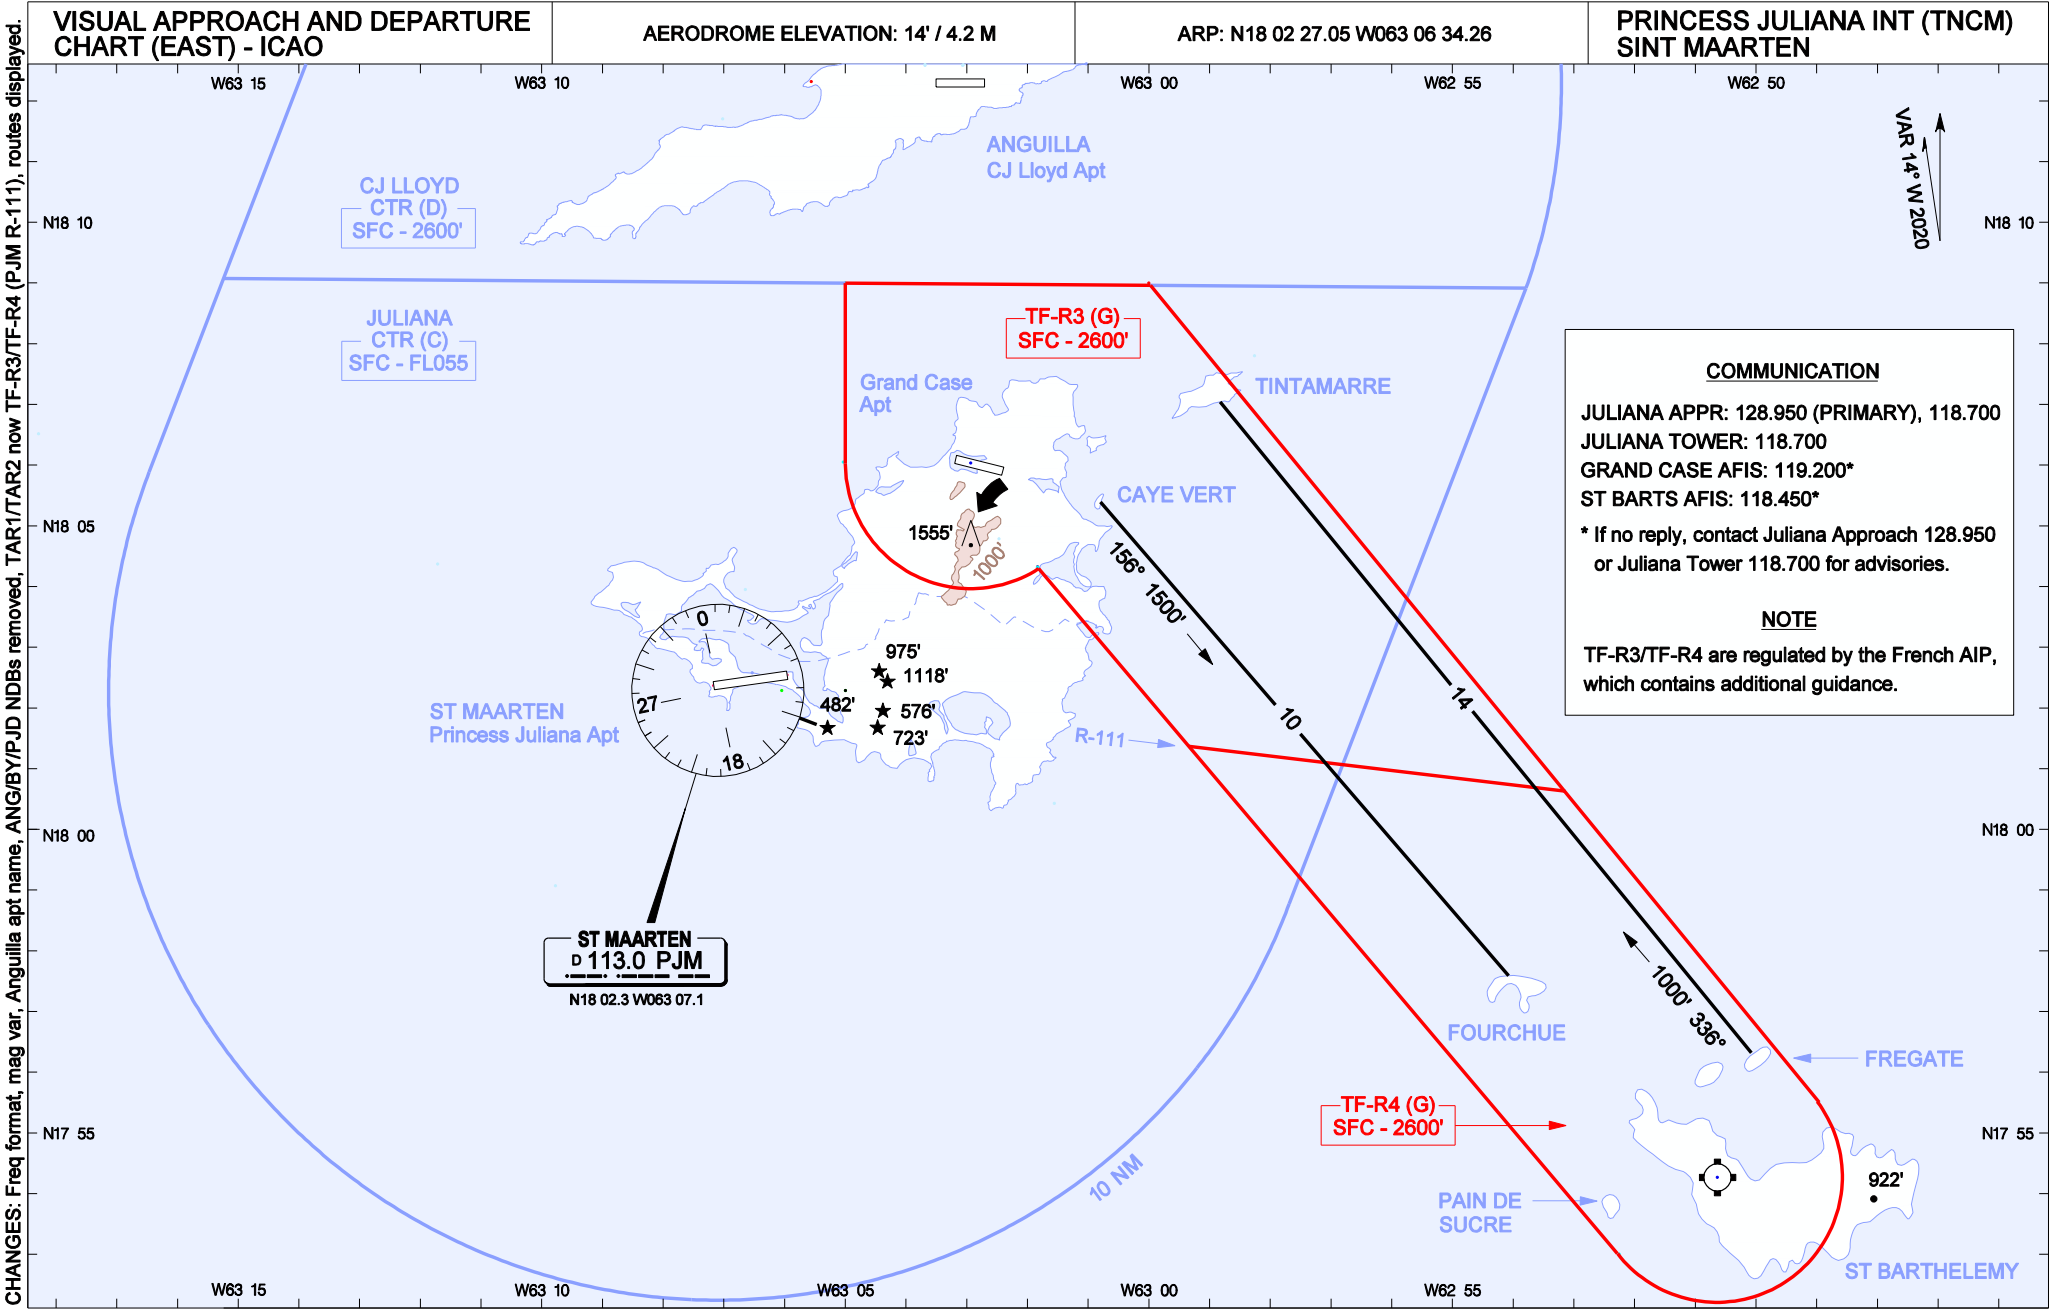 VISUAL APPROACH AND DEPARTURE
CHART (EAST) - ICAO
AERODROME ELEVATION: 14' / 4.2 M
ARP: N18 02 27.05 W063 06 34.26
PRINCESS JULIANA INT (TNCM)
SINT MAARTEN
CHANGES: Freq format, mag var, Anguilla apt name, ANG/BY/PJD NDBs removed, TAR1/TAR2 now TF-R3/TF-R4 (PJM R-111), routes displayed.
W63 15
W63 10
W63 00
W62 55
W62 50
VAR 14° W 2020
ANGUILLA
CJ Lloyd Apt
CJ LLOYD
CTR (D)
SFC - 2600'
N18 10
N18 10
JULIANA
CTR (C)
SFC - FL055
TF-R3 (G)
SFC - 2600'
Grand Case
Apt
TINTAMARRE
COMMUNICATION
JULIANA APPR: 128.950 (PRIMARY), 118.700
JULIANA TOWER: 118.700
GRAND CASE AFIS: 119.200*
ST BARTS AFIS: 118.450*
* If no reply, contact Juliana Approach 128.950
or Juliana Tower 118.700 for advisories.
NOTE
TF-R3/TF-R4 are regulated by the French AIP,
which contains additional guidance.
CAYE VERT
N18 05
1555'
1000'
156° 1500'
0
27
18
975'
1118'
482'
576'
723'
ST MAARTEN
Princess Juliana Apt
R-111
10
14
N18 00
N18 00
ST MAARTEN
D 113.0 PJM
N18 02.3 W063 07.1
1000' 336°
FOURCHUE
FREGATE
TF-R4 (G)
SFC - 2600'
N17 55
N17 55
10 NM
PAIN DE
SUCRE
922'
ST BARTHELEMY
W63 15
W63 10
W63 05
W63 00
W62 55